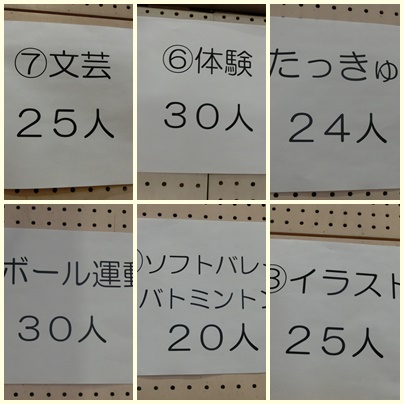 ⑦文芸
25人
⑥体験
30人
たっきゅ
24人
ボール運動
30人
ソフトバレー
バトミントン
20人
イラスト
25人